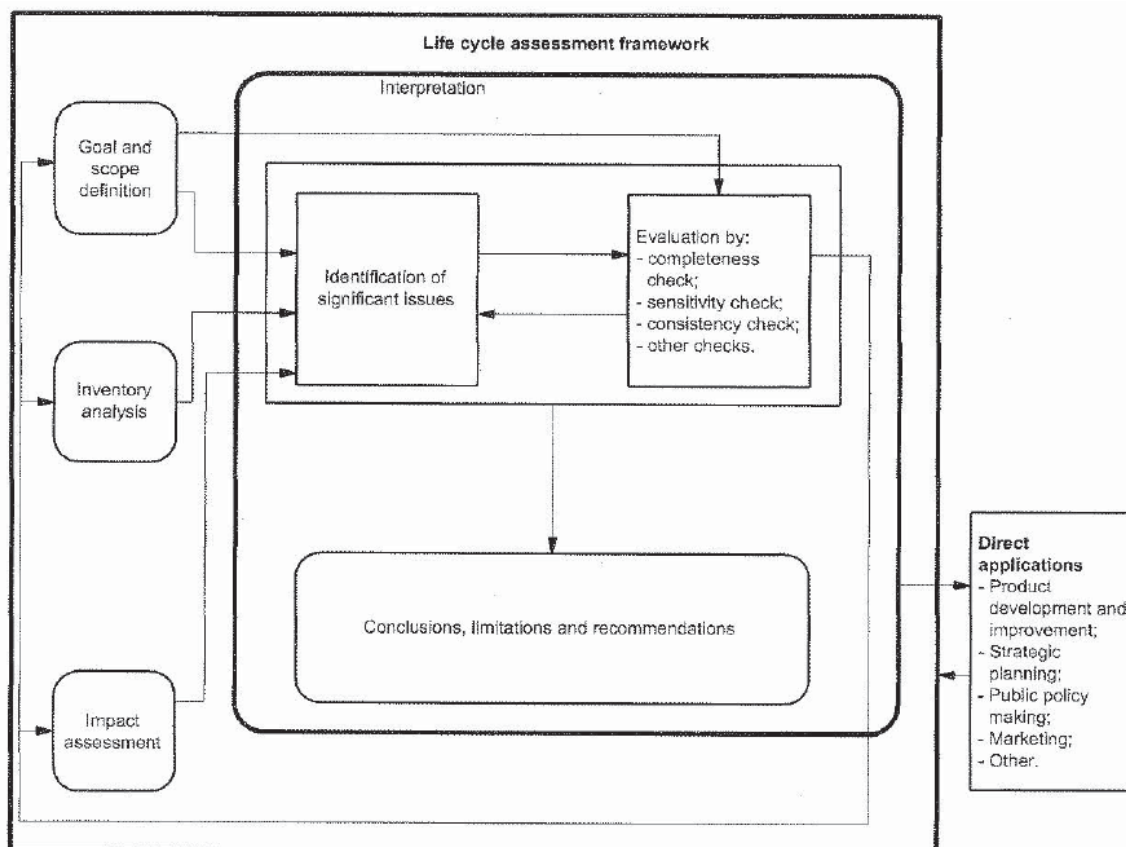 Life cycle assessment framework
Interpretation
Goal and
scope
definition
Identification of
significant issues
Evaluation by:
- completeness
check;
- sensitivity check;
- consistency check;
- other checks.
Inventory
analysis
Conclusions, limitations and recommendations
Impact
assessment
Direct
applications
- Product
development and
improvement;
- Strategic
planning;
- Public policy
making;
- Marketing;
- Other.